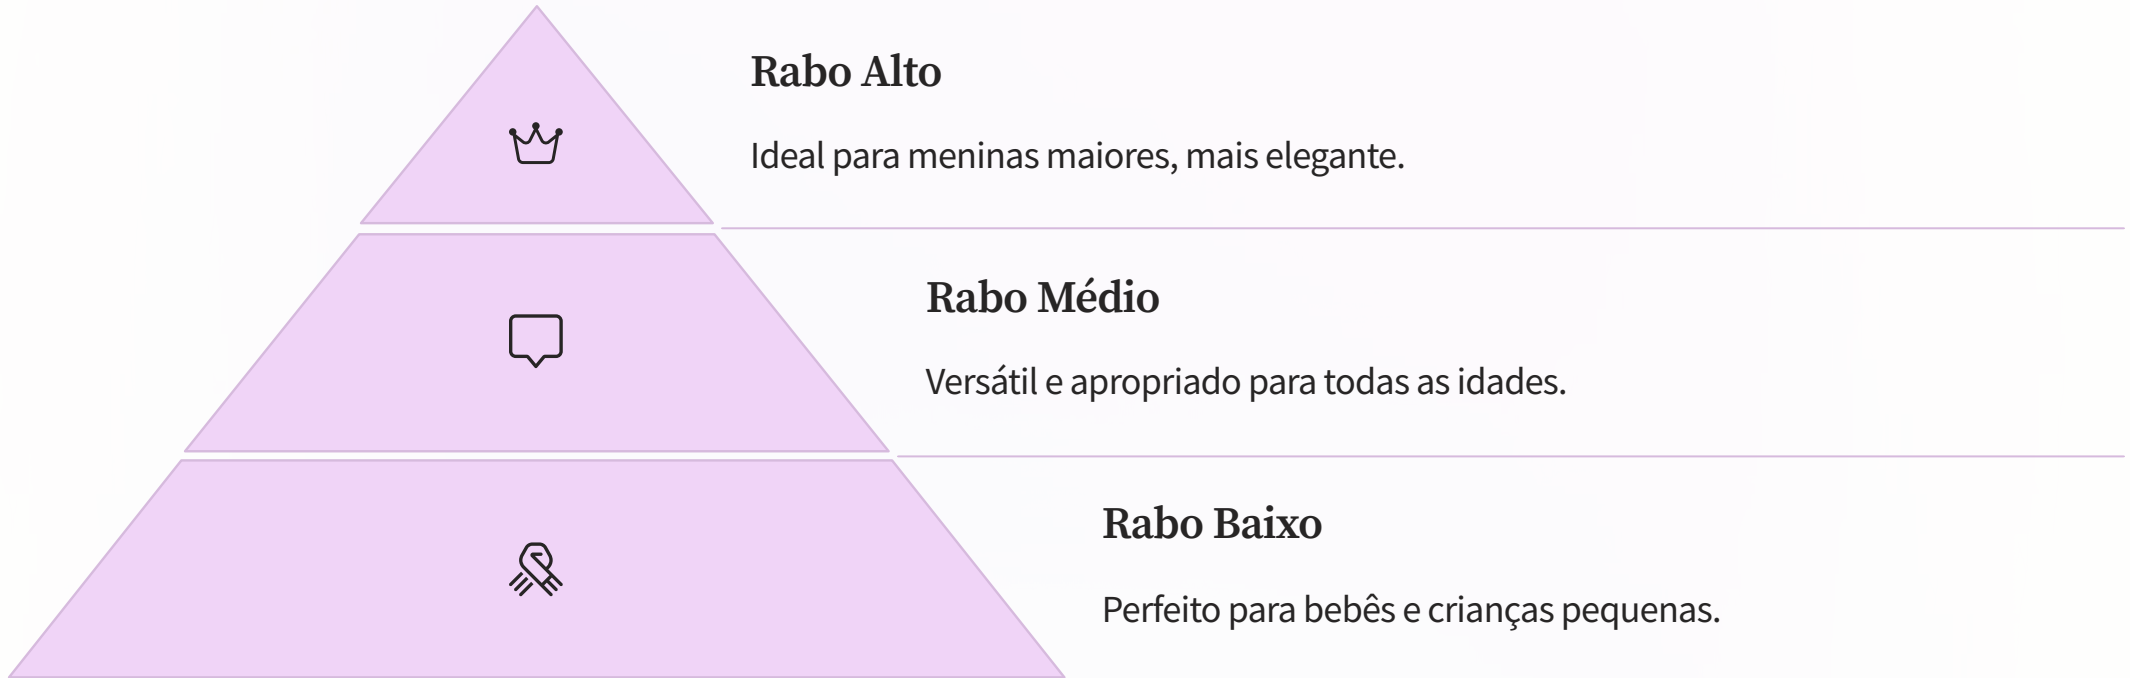 Rabo Alto
Ideal para meninas maiores, mais elegante.
Rabo Médio
Versátil e apropriado para todas as idades.
Rabo Baixo
Perfeito para bebês e crianças pequenas.